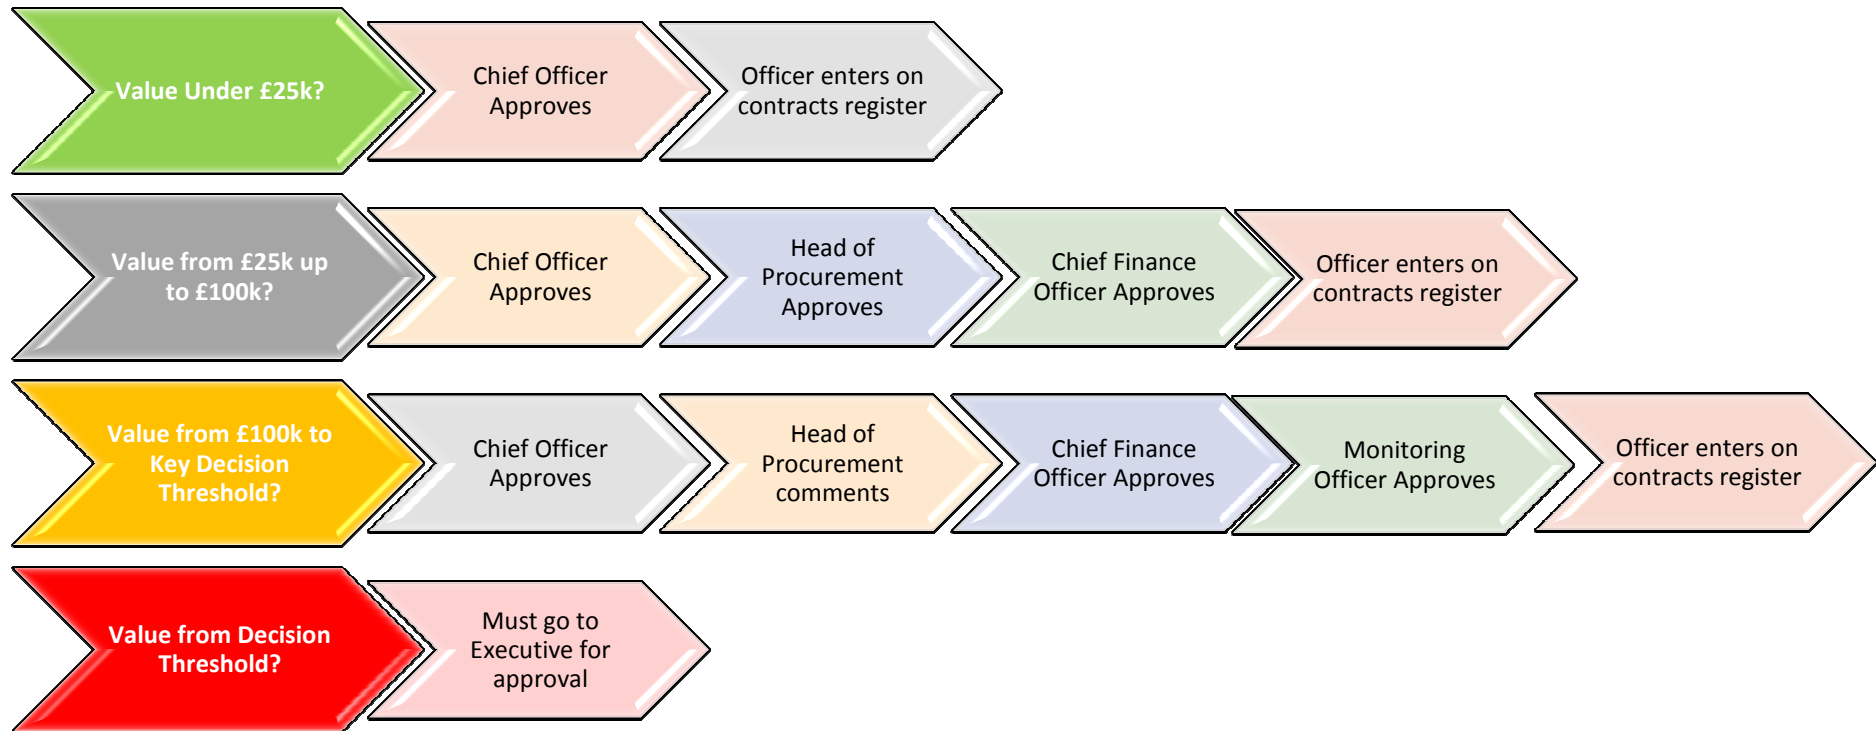 Value Under £25k?
Chief Officer
Approves
Officer enters on
contracts register
Value from £25k up
to £100k?
Chief Officer
Approves
Head of
Procurement
Approves
Chief Finance
Officer Approves
Officer enters on
contracts register
Value from £100k to
Key Decision
Threshold?
Chief Officer
Approves
Head of
Procurement
comments
Chief Finance
Officer Approves
Monitoring
Officer Approves
Officer enters on
contracts register
Value from Decision
Threshold?
Must go to
Executive for
approval